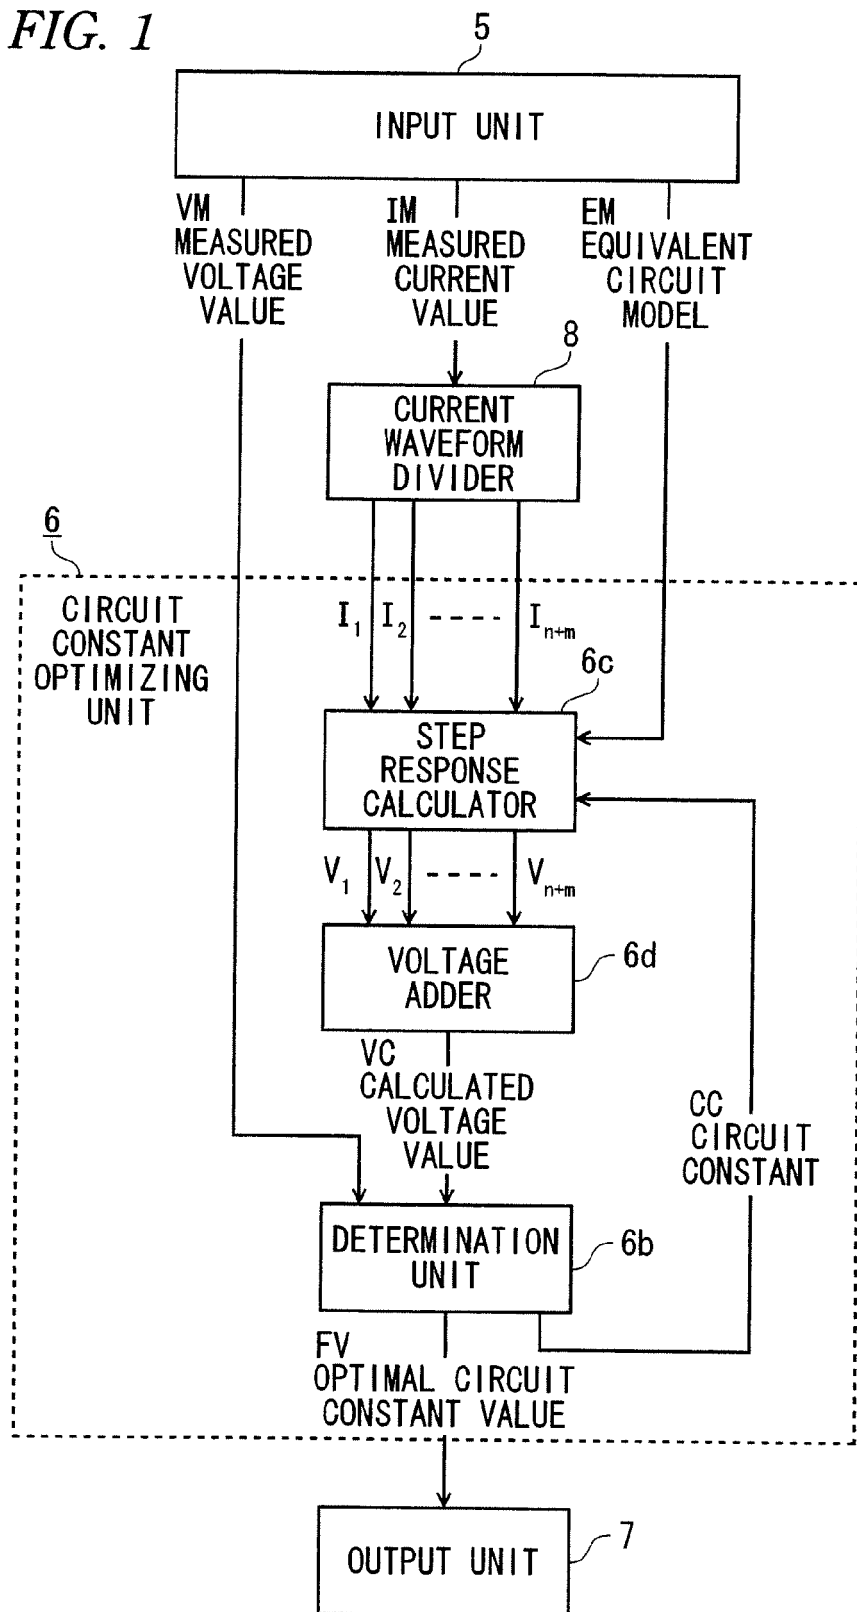 FIG. 1
5
INPUT UNIT
VM
MEASURED
VOLTAGE
VALUE
IM
MEASURED
CURRENT
VALUE
EM
EQUIVALENT
CIRCUIT
MODEL
8
CURRENT
WAVEFORM
DIVIDER
6
CIRCUIT
CONSTANT
OPTIMIZING
UNIT
I1 I2 ---- In+m
6c
STEP
RESPONSE
CALCULATOR
V1 V2 ---- Vn+m
VOLTAGE
ADDER
6d
VC
CALCULATED
VOLTAGE
VALUE
CC
CIRCUIT
CONSTANT
DETERMINATION
UNIT
6b
FV
OPTIMAL CIRCUIT
CONSTANT VALUE
OUTPUT UNIT
7